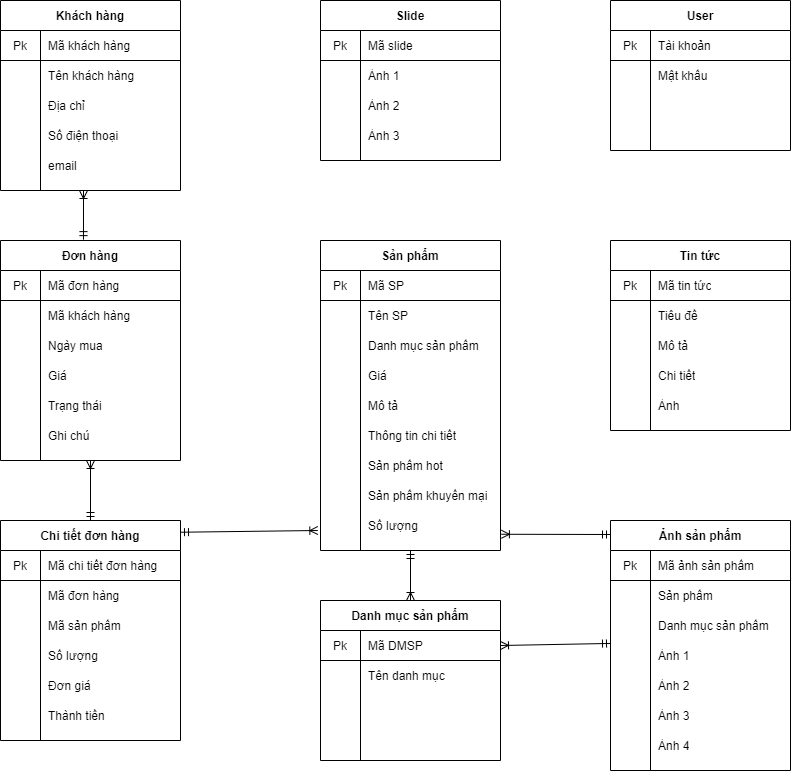 Khách hàng
Pk Mã khách hàng
Tên khách hàng
Địa chỉ
Số điện thoại
email
Slide
Pk Mã slide
Ảnh 1
Ảnh 2
Ảnh 3
User
Pk Tài khoản
Mật khẩu
Đơn hàng
Pk Mã đơn hàng
Mã khách hàng
Ngày mua
Giá
Trạng thái
Ghi chú
Sản phẩm
Pk Mã SP
Tên SP
Danh mục sản phẩm
Giá
Mô tả
Thông tin chi tiết
Sản phẩm hot
Sản phẩm khuyến mại
Số lượng
Tin tức
Pk Mã tin tức
Tiêu đề
Mô tả
Chi tiết
Ảnh
Chi tiết đơn hàng
Pk Mã chi tiết đơn hàng
Mã đơn hàng
Mã sản phẩm
Số lượng
Đơn giá
Thành tiền
Danh mục sản phẩm
Pk Mã DMSP
Tên danh mục
Ảnh sản phẩm
Pk Mã ảnh sản phẩm
Sản phẩm
Danh mục sản phẩm
Ảnh 1
Ảnh 2
Ảnh 3
Ảnh 4